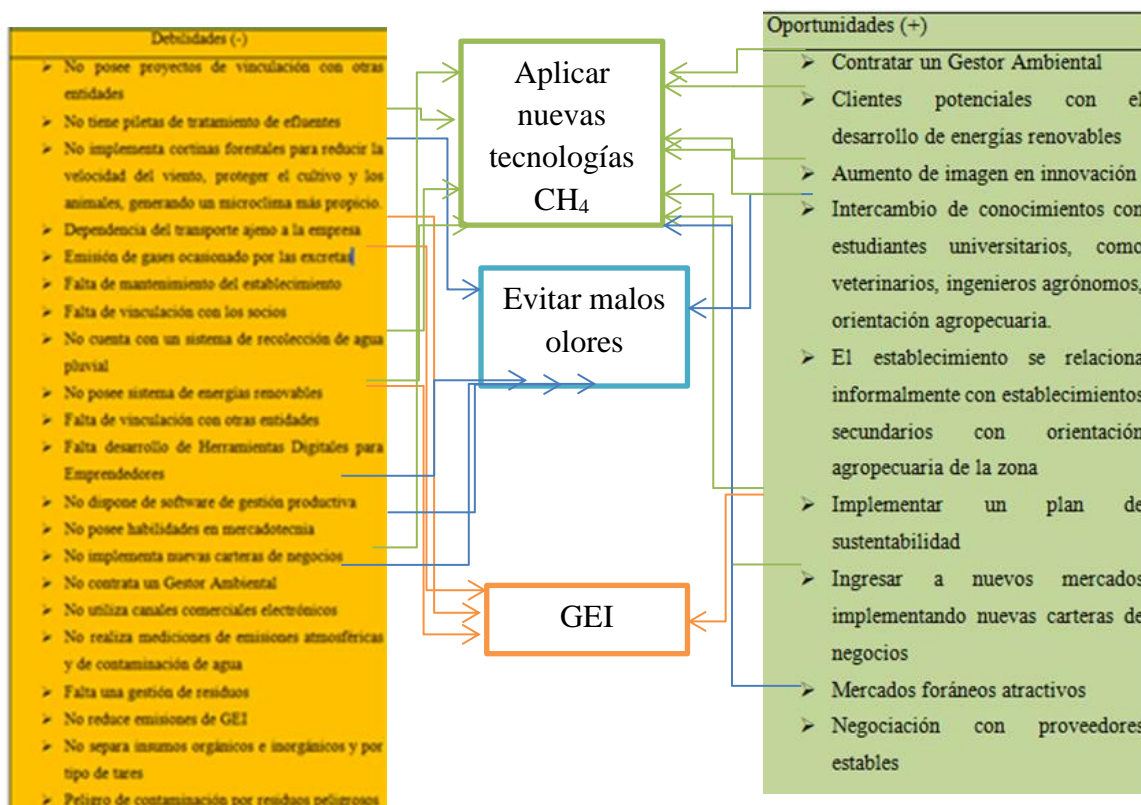 Debilidades (-)
➢ No posee proyectos de vinculación con otras
entidades
➢ No tiene piletas de tratamiento de efluentes
➢ No implementa cortinas forestales para reducir la
velocidad del viento, proteger el cultivo y los
animales, generando un microclima más propicio.
➢ Dependencia del transporte ajeno a la empresa
➢ Emisión de gases ocasionado por las excretas
➢ Falta de mantenimiento del establecimiento
➢ Falta de vinculación con los socios
➢ No cuenta con un sistema de recolección de agua
pluvial
➢ No posee sistema de energías renovables
➢ Falta de vinculación con otras entidades
➢ Falta desarrollo de Herramientas Digitales para
Emprendedores
➢ No dispone de software de gestión productiva
➢ No posee habilidades en mercadotecnia
➢ No implementa nuevas carteras de negocios
➢ No contrata un Gestor Ambiental
➢ No utiliza canales comerciales electrónicos
➢ No realiza mediciones de emisiones atmosféricas
y de contaminación de agua
➢ Falta una gestión de residuos
➢ No reduce emisiones de GEI
➢ No separa insumos orgánicos e inorgánicos y por
tipo de tares
➢ Peligro de contaminación por residuos peligrosos
Aplicar
nuevas
tecnologías
CH₄
Evitar malos
olores
GEI
Oportunidades (+)
➢ Contratar un Gestor Ambiental
➢ Clientes potenciales con el
desarrollo de energías renovables
➢ Aumento de imagen en innovación
➢ Intercambio de conocimientos con
estudiantes universitarios, como
veterinarios, ingenieros agrónomos,
orientación agropecuaria.
➢ El establecimiento se relaciona
informalmente con establecimientos
secundarios con orientación
agropecuaria de la zona
➢ Implementar un plan de
sustentabilidad
➢ Ingresar a nuevos mercados
implementando nuevas carteras de
negocios
➢ Mercados foráneos atractivos
➢ Negociación con proveedores
estables